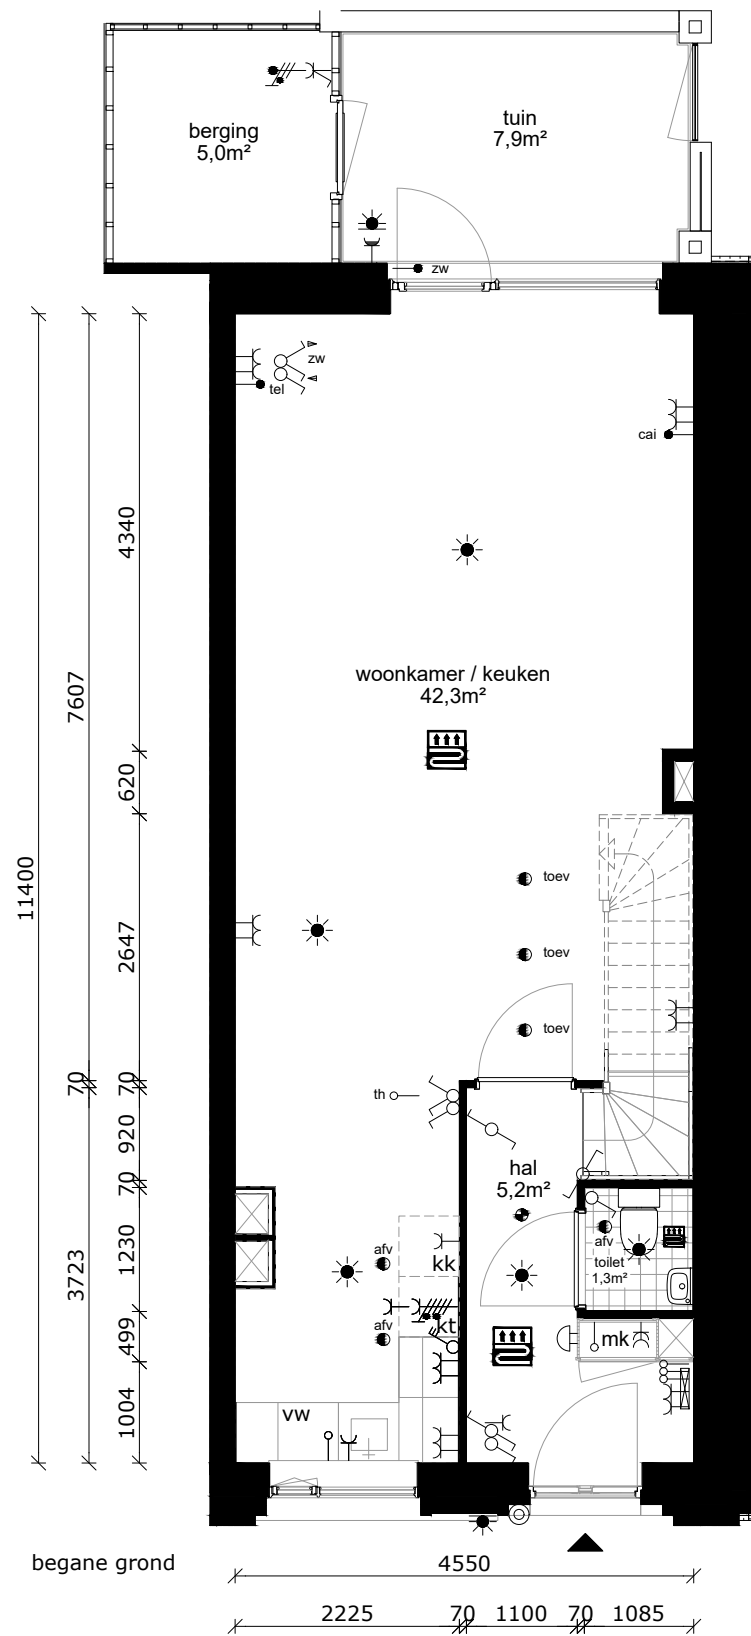 berging
5,0m²
tuin
7,9m²
zw
zw
tel
cai
4340
7607
woonkamer / keuken
42,3m²
620
11400
toev
2647
toev
toev
70
70
th
920
hal
5,2m²
70
afv
toilet
1,3m²
1230
3723
afv
kk
499
afv
kt
mk
1004
vw
begane grond
4550
2225
70
1100
70
1085